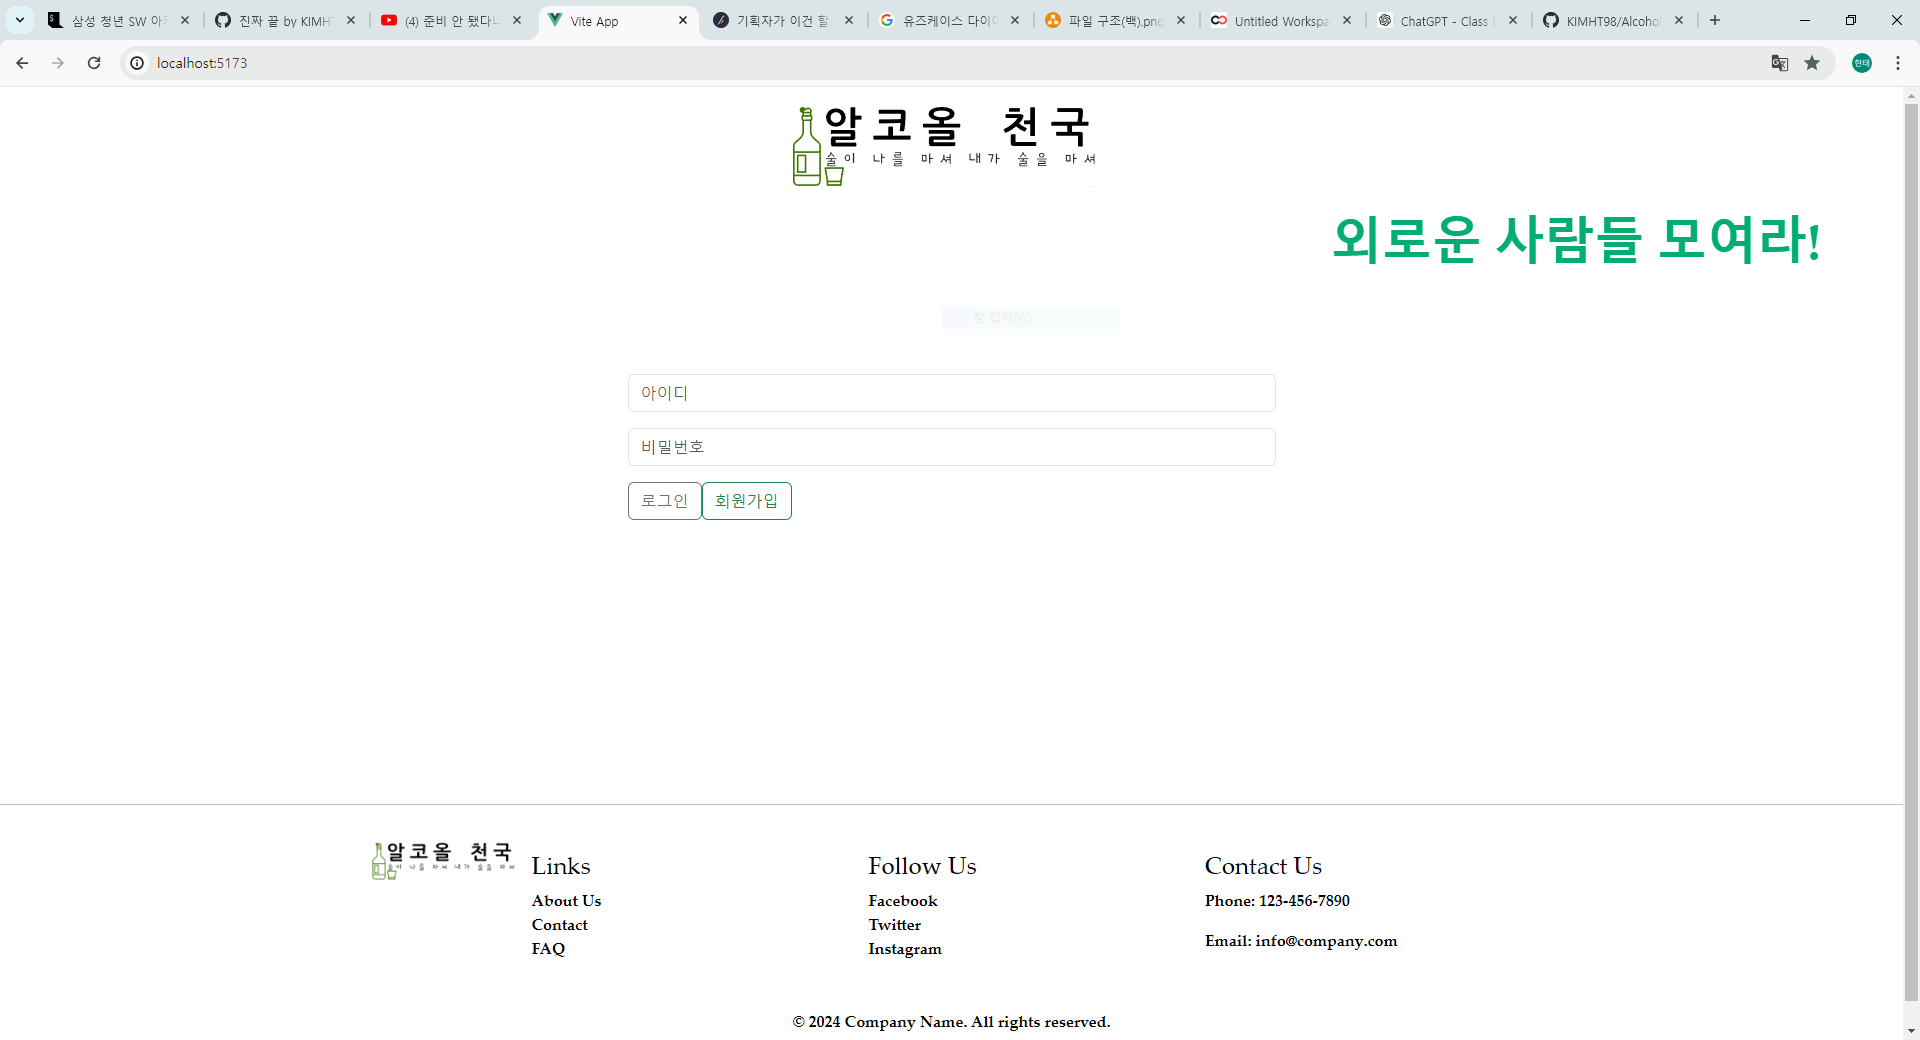 삼성 청년 SW 아
진짜 끝 by KIMH
(4) 준비 안 됐다
Vite App
기획자가 이건 할
유즈케이스 다이
파일 구조(백).pn
Untitled Workspa
ChatGPT - Class
KIMHT98/Alcoho
localhost:5173
현태
알코올 천국
술이 나를 마셔 내가 술을 마셔
외로운 사람들 모여라!
창 캡처(W)
아이디
비밀번호
로그인 회원가입
알코올 천국
술이 나를 마셔 내가 술을 마셔
Links
About Us
Contact
FAQ
Follow Us
Facebook
Twitter
Instagram
Contact Us
Phone: 123-456-7890
Email: info@company.com
© 2024 Company Name. All rights reserved.